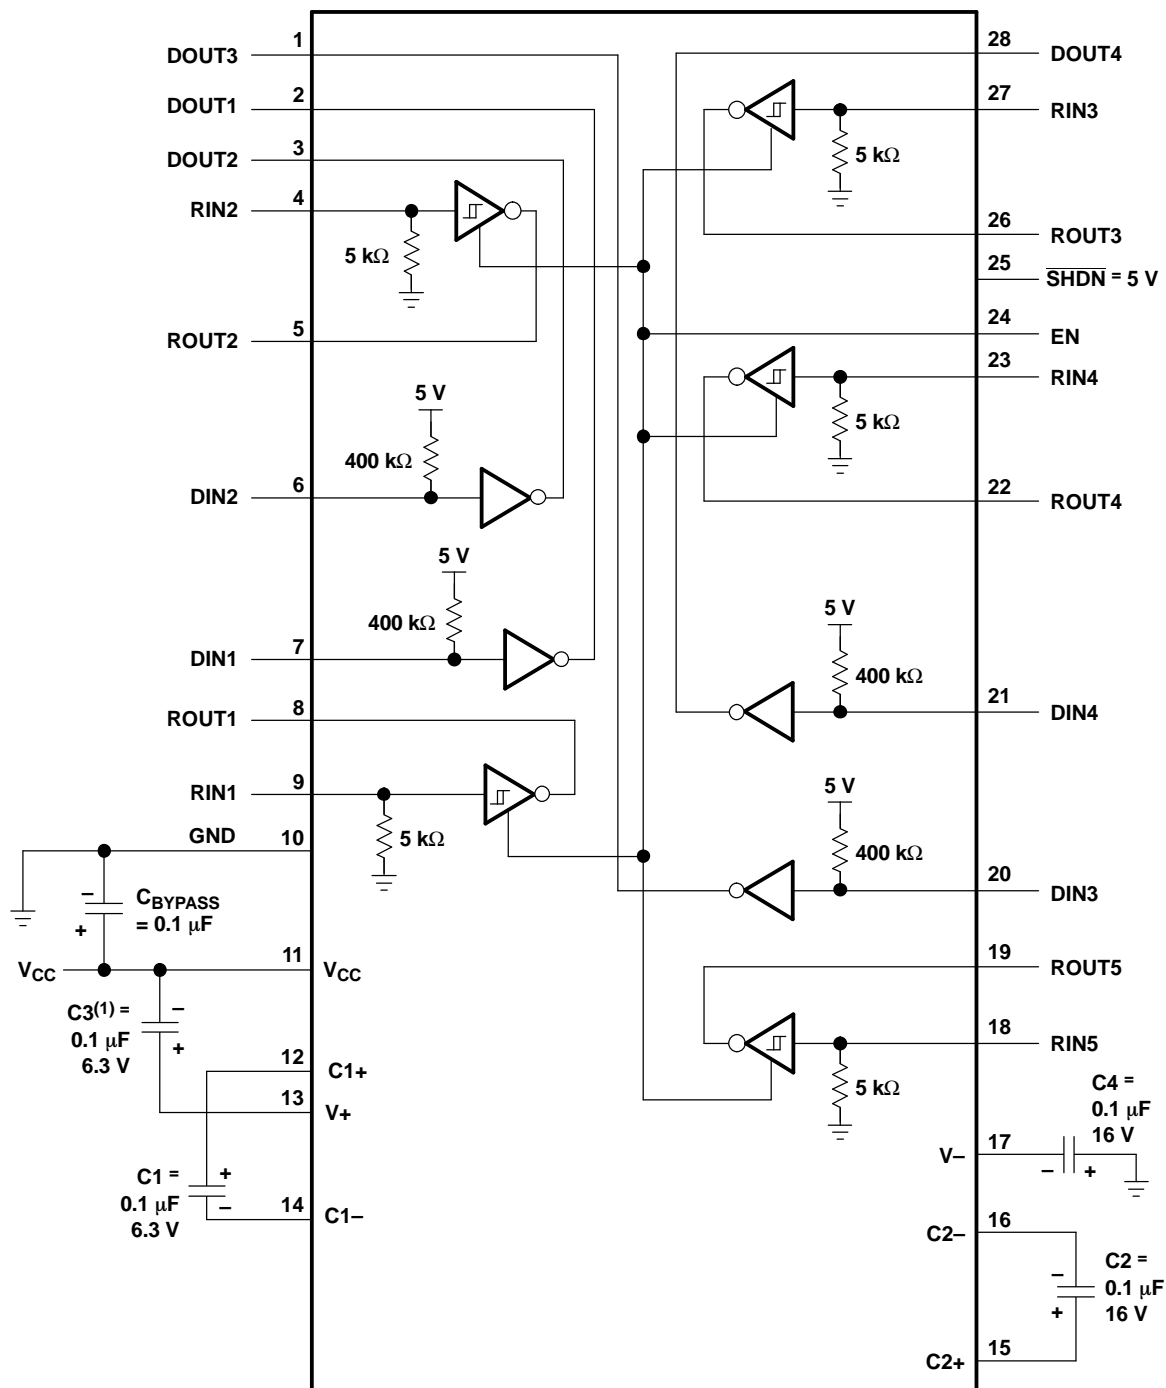 DOUT3 1
DOUT1 2
DOUT2 3
RIN2 4
5 kΩ
ROUT2 5
5 V
400 kΩ
DIN2 6
5 V
400 kΩ
DIN1 7
ROUT1 8
RIN1 9
5 kΩ
GND 10
–
CBYPASS
= 0.1 µF
+
VCC 11 VCC
C3(1) =
0.1 µF
6.3 V
–
+
12 C1+
13 V+
C1 =
0.1 µF
6.3 V
+
–
14 C1–
28 DOUT4
27 RIN3
5 kΩ
26 ROUT3
25 SHDN = 5 V
24 EN
23 RIN4
5 kΩ
22 ROUT4
5 V
400 kΩ
21 DIN4
5 V
400 kΩ
20 DIN3
19 ROUT5
18 RIN5
5 kΩ
C4 =
0.1 µF
16 V
V– 17
– +
C2– 16
–
C2 =
0.1 µF
16 V
+
C2+ 15